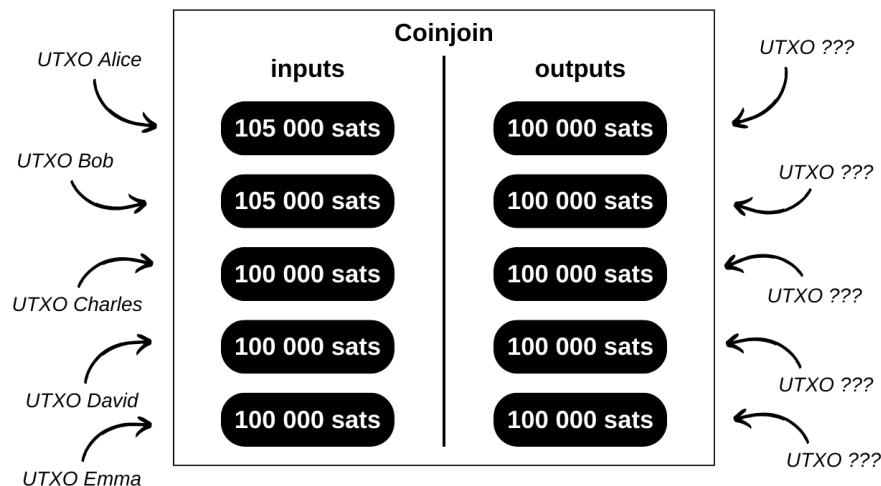 Coinjoin
inputs
outputs
UTXO Alice
105 000 sats
100 000 sats
UTXO ???
UTXO Bob
105 000 sats
100 000 sats
UTXO ???
UTXO Charles
100 000 sats
100 000 sats
UTXO ???
UTXO David
100 000 sats
100 000 sats
UTXO ???
UTXO Emma
100 000 sats
100 000 sats
UTXO ???